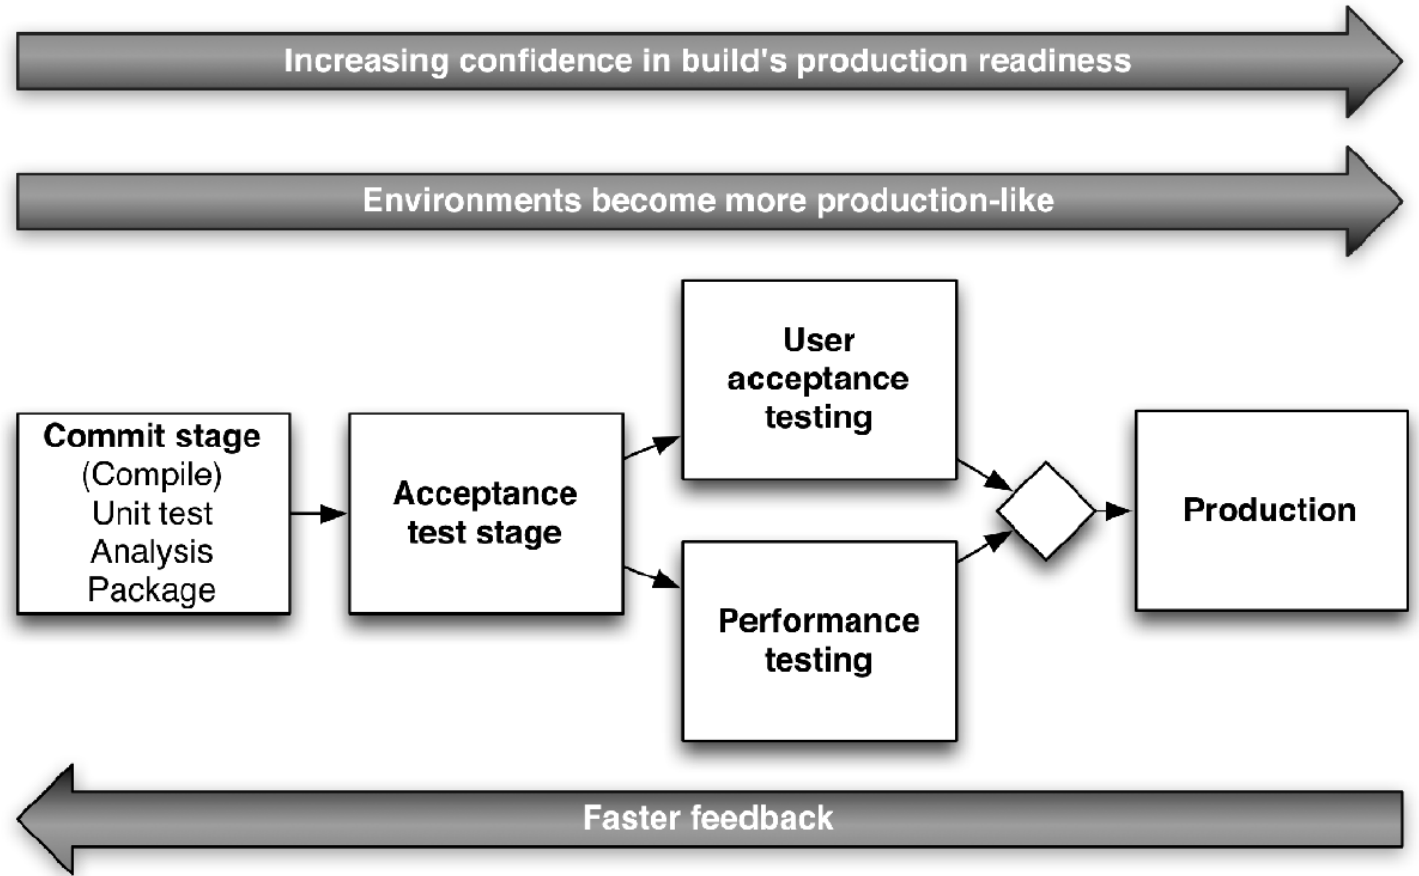 Increasing confidence in build's production readiness
Environments become more production-like
Commit stage
(Compile)
Unit test
Analysis
Package
Acceptance
test stage
User
acceptance
testing
Performance
testing
Production
Faster feedback